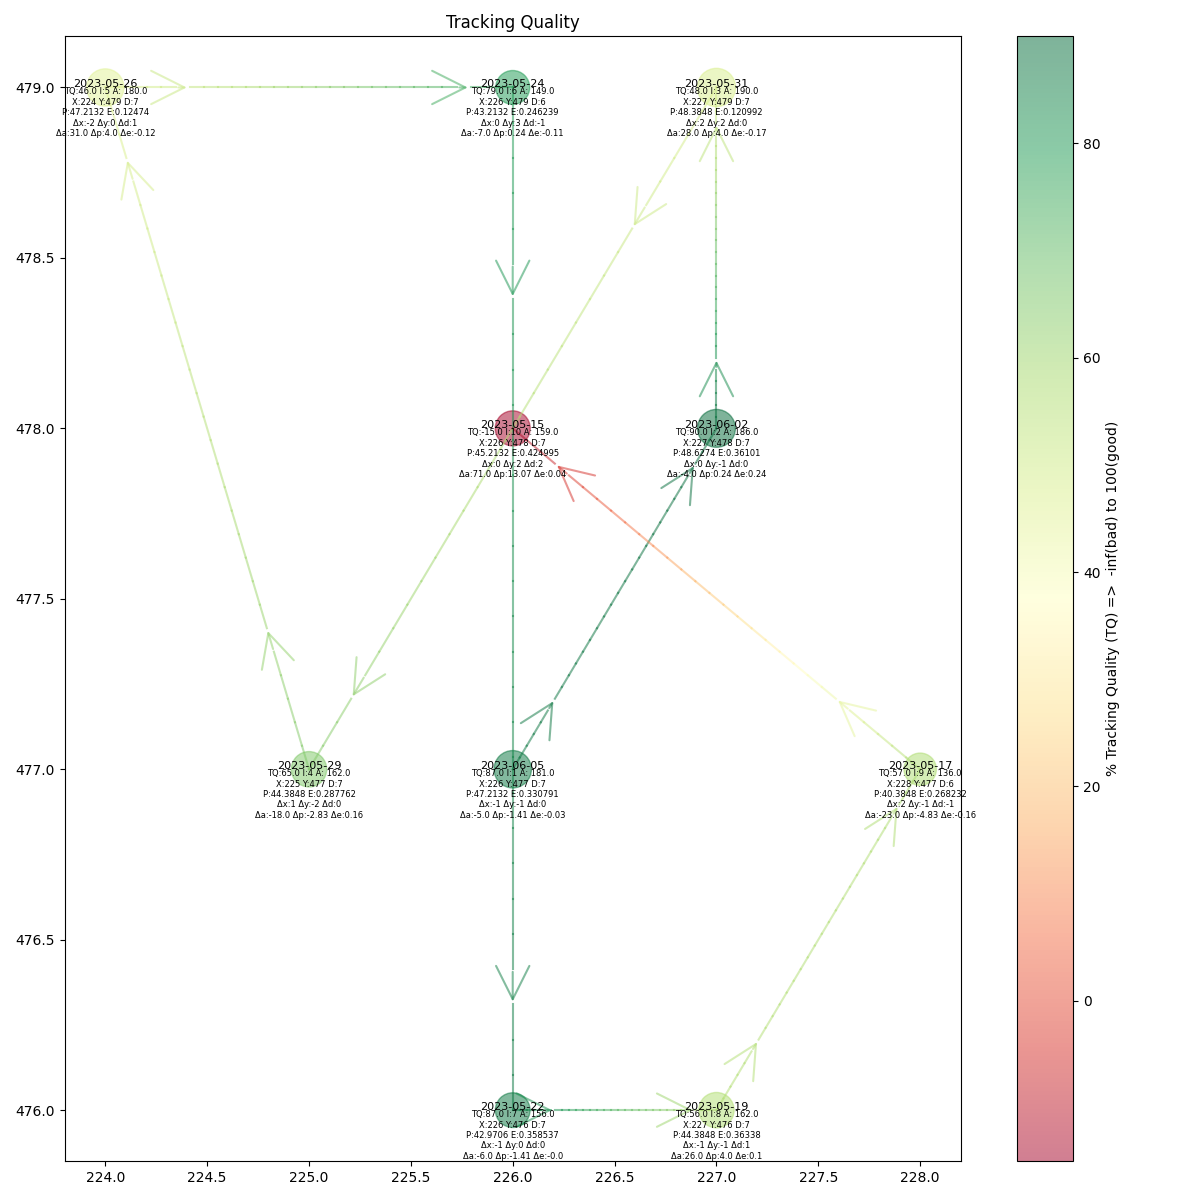 Tracking Quality
2023-05-26
TQ:46.0 I:5 A: 180.0
X:224 Y:479 D:7
P:47.2132 E:0.12474
Δx:-2 Δy:0 Δd:1
Δa:31.0 Δp:4.0 Δe:-0.12
2023-05-24
TQ:79.0 I:6 A: 149.0
X:226 Y:479 D:6
P:43.2132 E:0.246239
Δx:0 Δy:3 Δd:-1
Δa:-7.0 Δp:0.24 Δe:-0.11
2023-05-31
TQ:48.0 I:3 A: 190.0
X:227 Y:479 D:7
P:48.3848 E:0.120992
Δx:2 Δy:2 Δd:0
Δa:28.0 Δp:4.0 Δe:-0.17
2023-05-15
TQ:-15.0 I:10 A: 159.0
X:226 Y:478 D:7
P:45.2132 E:0.424995
Δx:0 Δy:2 Δd:2
Δa:71.0 Δp:13.07 Δe:0.04
2023-06-02
TQ:90.0 I:2 A: 186.0
X:227 Y:478 D:7
P:48.6274 E:0.36101
Δx:0 Δy:-1 Δd:0
Δa:-4.0 Δp:0.24 Δe:0.24
2023-05-29
TQ:65.0 I:4 A: 162.0
X:225 Y:477 D:7
P:44.3848 E:0.287762
Δx:1 Δy:-2 Δd:0
Δa:-18.0 Δp:-2.83 Δe:0.16
2023-06-05
TQ:87.0 I:1 A: 181.0
X:226 Y:477 D:7
P:47.2132 E:0.330791
Δx:-1 Δy:-1 Δd:0
Δa:-5.0 Δp:-1.41 Δe:-0.03
2023-05-17
TQ:57.0 I:9 A: 136.0
X:228 Y:477 D:6
P:40.3848 E:0.268232
Δx:2 Δy:-1 Δd:-1
Δa:-23.0 Δp:-4.83 Δe:-0.16
2023-05-22
TQ:87.0 I:7 A: 156.0
X:226 Y:476 D:7
P:42.9706 E:0.358537
Δx:-1 Δy:0 Δd:0
Δa:-6.0 Δp:-1.41 Δe:-0.0
2023-05-19
TQ:56.0 I:8 A: 162.0
X:227 Y:476 D:7
P:44.3848 E:0.36338
Δx:-1 Δy:-1 Δd:1
Δa:26.0 Δp:4.0 Δe:0.1
479.0
478.5
478.0
477.5
477.0
476.5
476.0
224.0 224.5 225.0 225.5 226.0 226.5 227.0 227.5 228.0
80
60
40
20
0
% Tracking Quality (TQ) => -inf(bad) to 100(good)